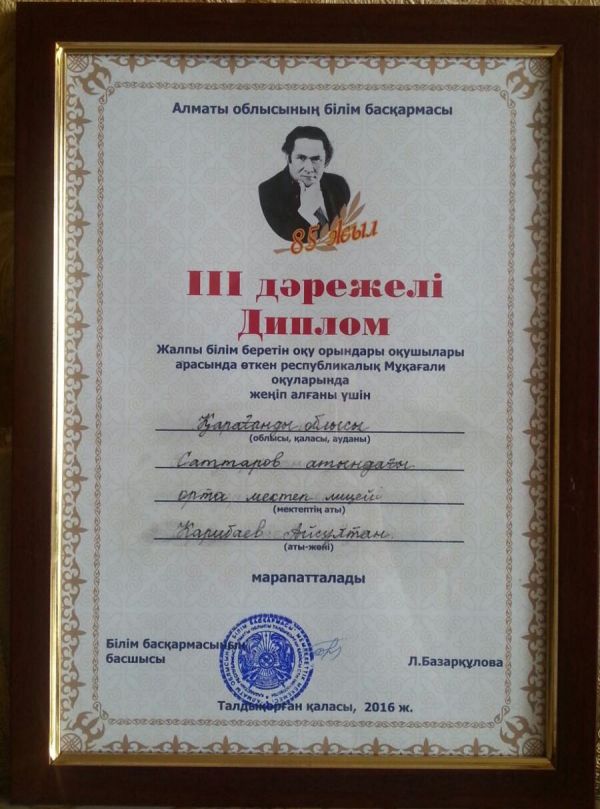 Алматы облысының білім басқармасы
85 жыл
III дәрежелі
Диплом
Жалпы білім беретін оқу орындары оқушылары
арасында өткен республикалық Мұқағали
оқуларында
жеңіп алғаны үшін
Қарағанды облысы
(облысы, қаласы, ауданы)
Саттаров атындағы
орта мектеп лицейі
(мектептің аты)
Карибаев Айсұлтан
(аты-жөні)
марапатталады
Білім басқармасының
басшысы
Л.Базарқұлова
Талдықорған қаласы, 2016 ж.